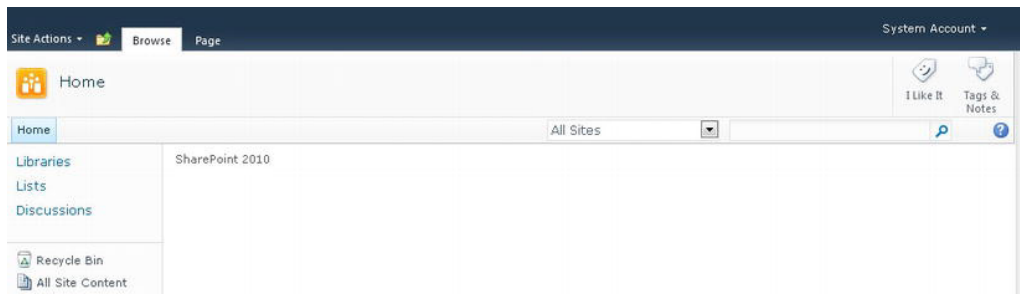 System Account
Site Actions Browse Page
Home
I Like It Tags & Notes
Home All Sites
Libraries SharePoint 2010
Lists
Discussions
Recycle Bin
All Site Content